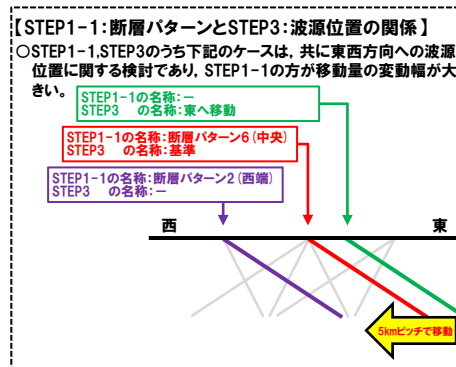 【STEP1-1:断層パターンとSTEP3:波源位置の関係】
○STEP1-1,STEP3のうち下記のケースは,共に東西方向への波源
位置に関する検討であり,STEP1-1の方が移動量の変動幅が大
きい。
STEP1-1の名称:-
STEP3 の名称:東へ移動
STEP1-1の名称:断層パターン6(中央)
STEP3 の名称:基準
STEP1-1の名称:断層パターン2(西端)
STEP3 の名称:-
西 東
5kmピッチで移動